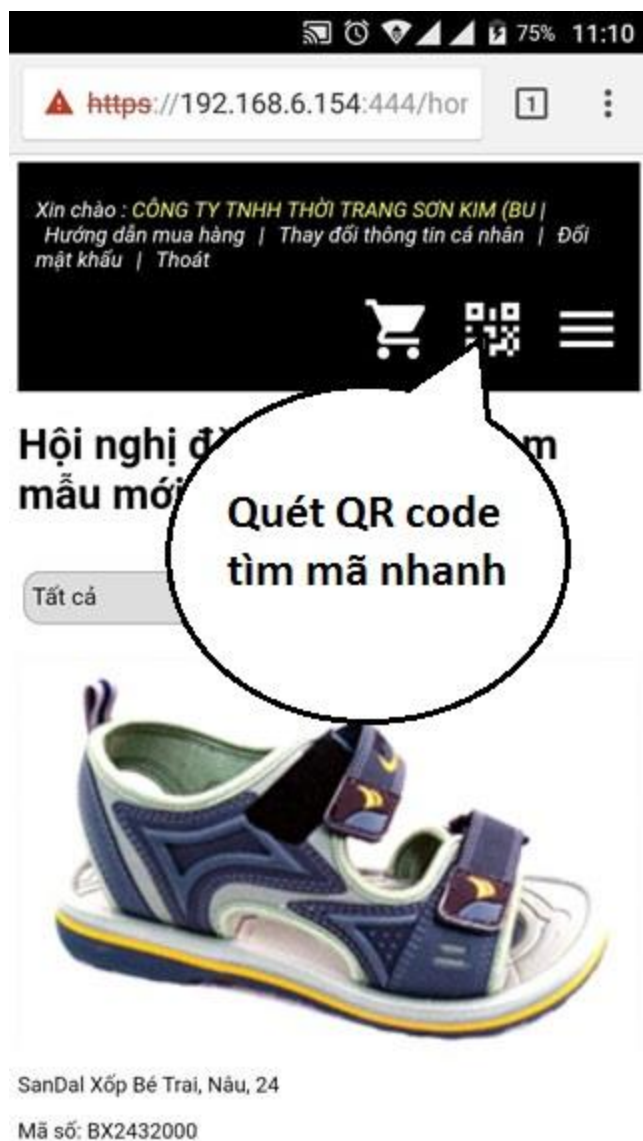 75% 11:10
https://192.168.6.154:444/hor
1
Xin chào : CÔNG TY TNHH THỜI TRANG SƠN KIM (BU |
Hướng dẫn mua hàng | Thay đổi thông tin cá nhân | Đổi
mật khẩu | Thoát
Hội nghị
mẫu mới
Quét QR code
tìm mã nhanh
Tất cả
SanDal Xốp Bé Trai, Nâu, 24
Mã số: BX2432000